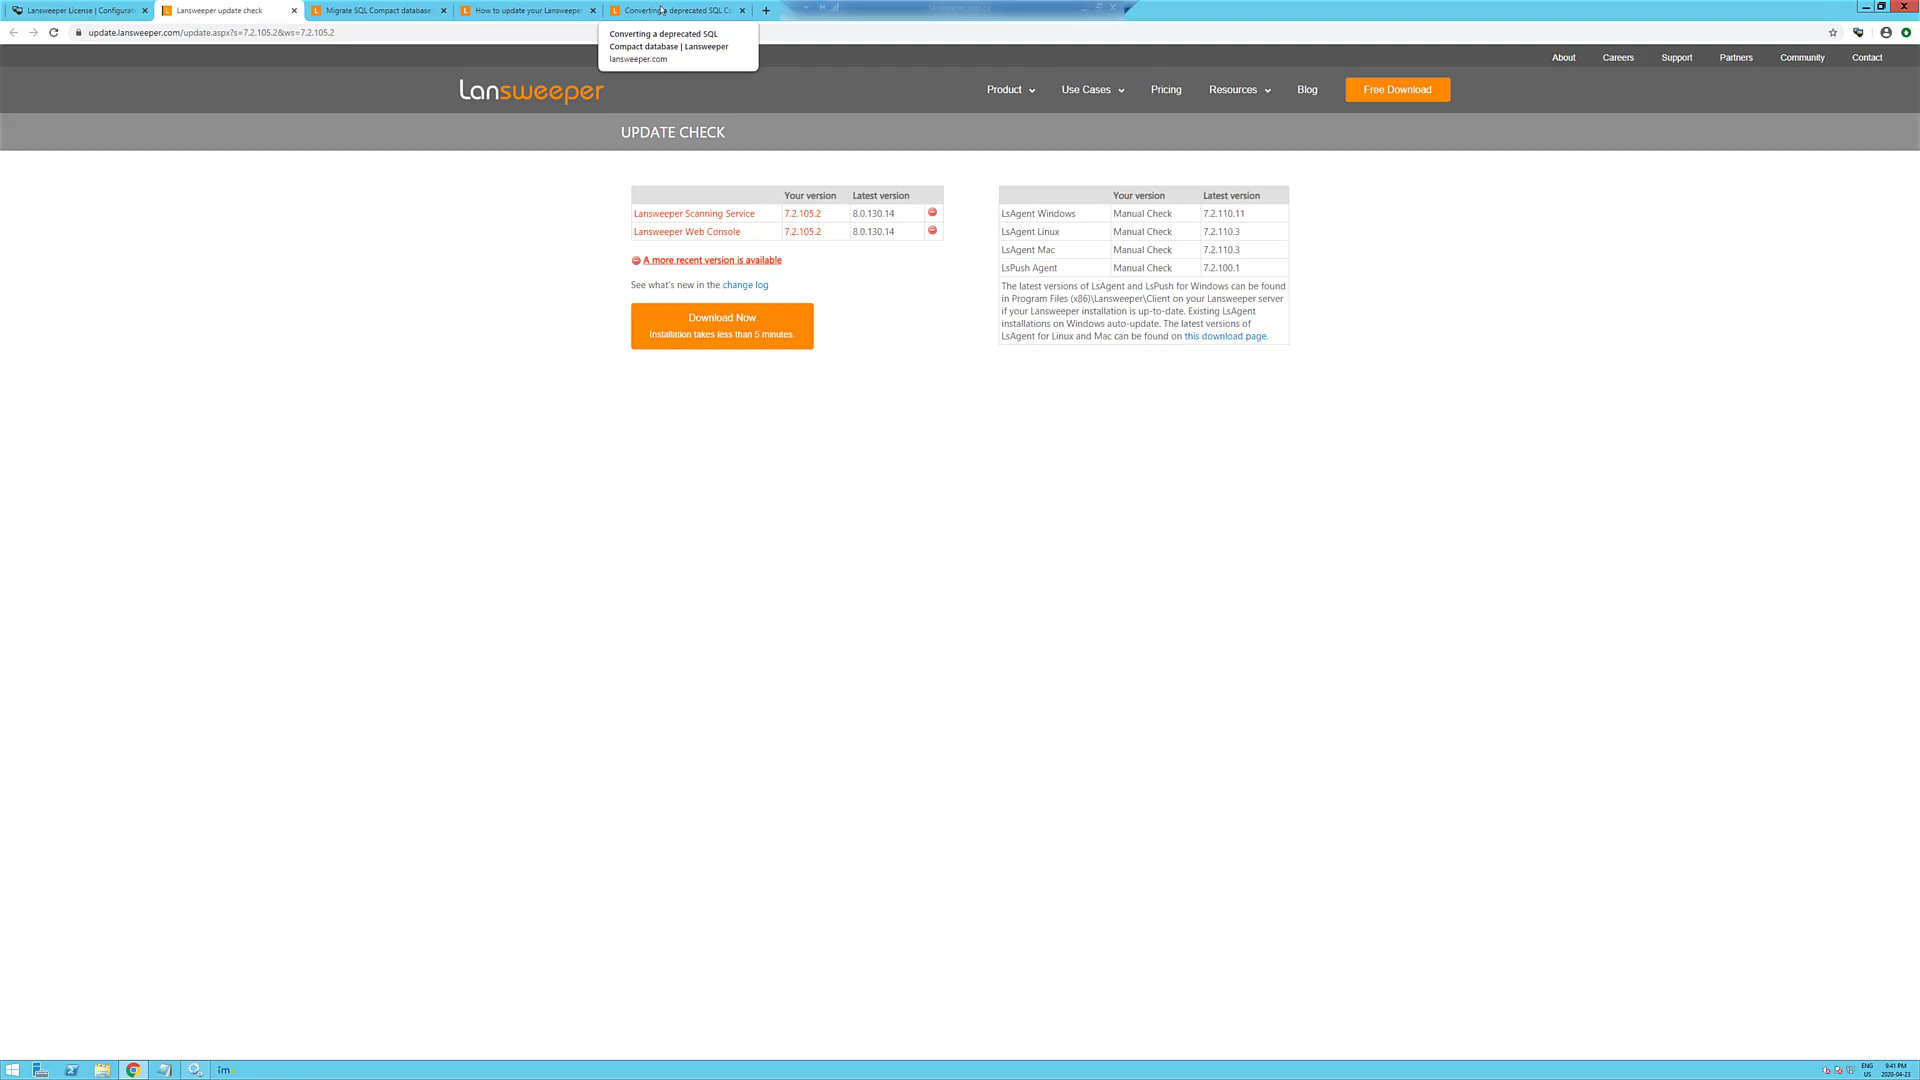 Lansweeper License | Configurati
Lansweeper update check
Migrate SQL Compact database
How to update your Lansweeper
Converting a deprecated SQL Co
update.lansweeper.com/update.aspx?s=7.2.105.2&ws=7.2.105.2
Converting a deprecated SQL
Compact database | Lansweeper
lansweeper.com
About Careers Support Partners Community Contact
Lansweeper
Product Use Cases Pricing Resources Blog Free Download
UPDATE CHECK
Your version Latest version
Lansweeper Scanning Service 7.2.105.2 8.0.130.14
Lansweeper Web Console 7.2.105.2 8.0.130.14
A more recent version is available
See what's new in the change log
Download Now
Installation takes less than 5 minutes.
Your version Latest version
LsAgent Windows Manual Check 7.2.110.11
LsAgent Linux Manual Check 7.2.110.3
LsAgent Mac Manual Check 7.2.110.3
LsPush Agent Manual Check 7.2.100.1
The latest versions of LsAgent and LsPush for Windows can be found
in Program Files (x86)\Lansweeper\Client on your Lansweeper server
if your Lansweeper installation is up-to-date. Existing LsAgent
installations on Windows auto-update. The latest versions of
LsAgent for Linux and Mac can be found on this download page.
ENG
US
9:41 PM
2020-04-23